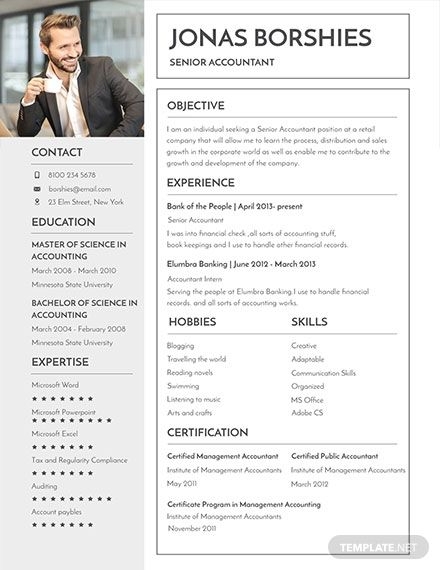 JONAS BORSHIES
SENIOR ACCOUNTANT
CONTACT
8100 234 5678
borshies@email.com
23 Elm Street, New York
EDUCATION
MASTER OF SCIENCE IN
ACCOUNTING
March 2008 - March 2010
Minnesota State University
BACHELOR OF SCIENCE IN
ACCOUNTING
March 2004 - February 2008
Minnesota State University
EXPERTISE
Microsoft Word
Microsoft Powerpoint
Microsoft Excel
Tax and Regularity Compliance
Auditing
Account paybles
OBJECTIVE
I am an individual seeking a Senior Accountant position at a retail
company that will allow me to learn the process, distribution and sales
growth in the corporate world as well as enable me to contribute to the
growth and development of the company.
EXPERIENCE
Bank of the People | April 2013- present
Senior Accountant
I was into financial check ,all sorts of accounting stuff,
book keepings and I use to handle other financial records.
Elumbra Banking | June 2012 - March 2013
Accountant Intern
Serving the people at Elumbra Banking.I use to handle financial
records. and all sorts of accounting works.
HOBBIES
Blogging
Travelling the world
Reading novels
Swimming
Listening to music
Arts and crafts
SKILLS
Creative
Adaptable
Communication Skills
Organized
MS Office
Adobe CS
CERTIFICATION
Certified Management Accountant
Institute of Management Accountants
May 2011
Certified Public Accountant
Institute of Management Accountants
March 2012
Certificate Program in Management Accounting
Institute of Management Accountants
November 2011
TEMPLATE.NET